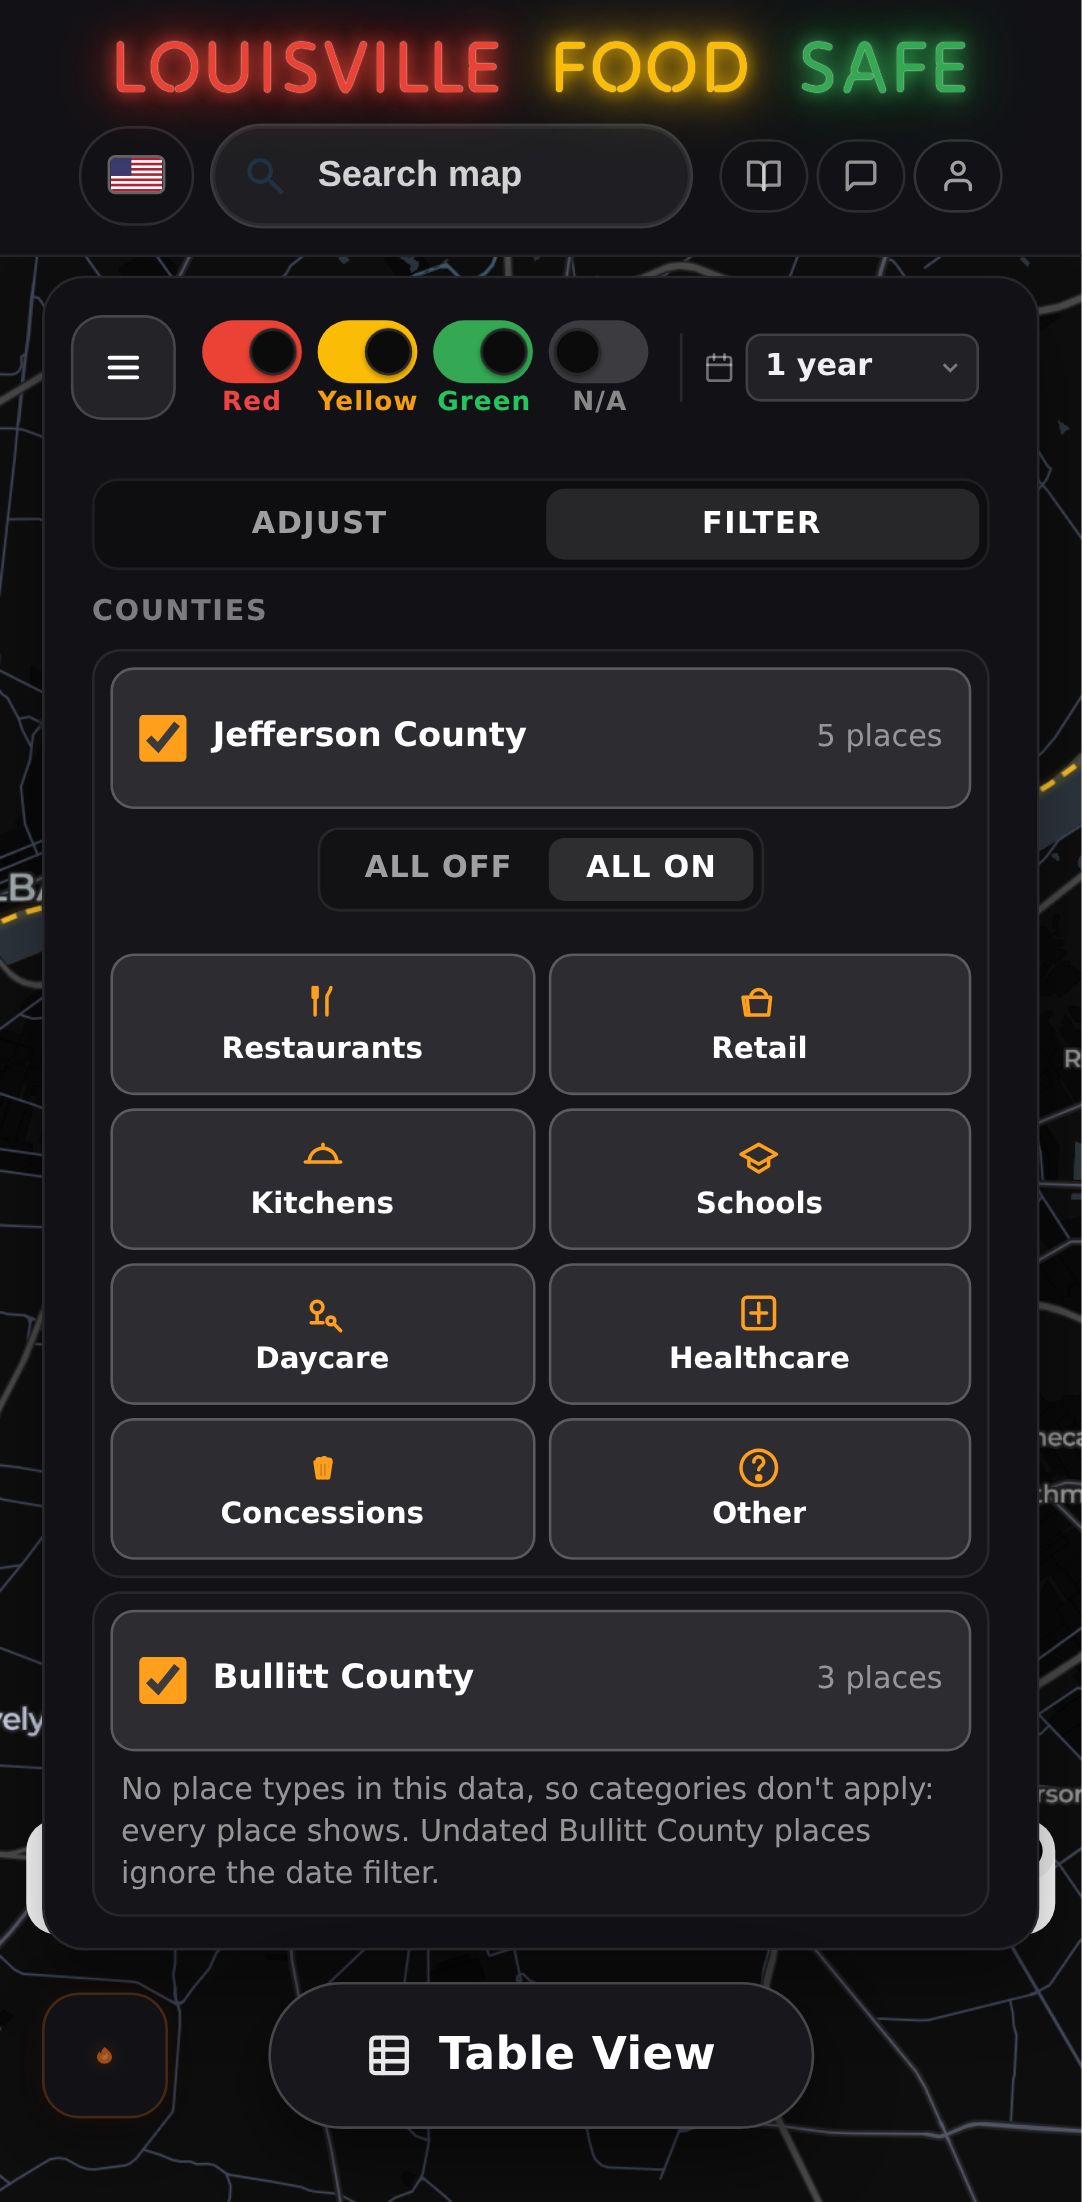 LOUISVILLE FOOD SAFE
Search map
Red Yellow Green N/A
1 year
ADJUST FILTER
COUNTIES
Jefferson County 5 places
ALL OFF ALL ON
Restaurants Retail
Kitchens Schools
Daycare Healthcare
Concessions Other
Bullitt County 3 places
No place types in this data, so categories don't apply:
every place shows. Undated Bullitt County places
ignore the date filter.
Table View